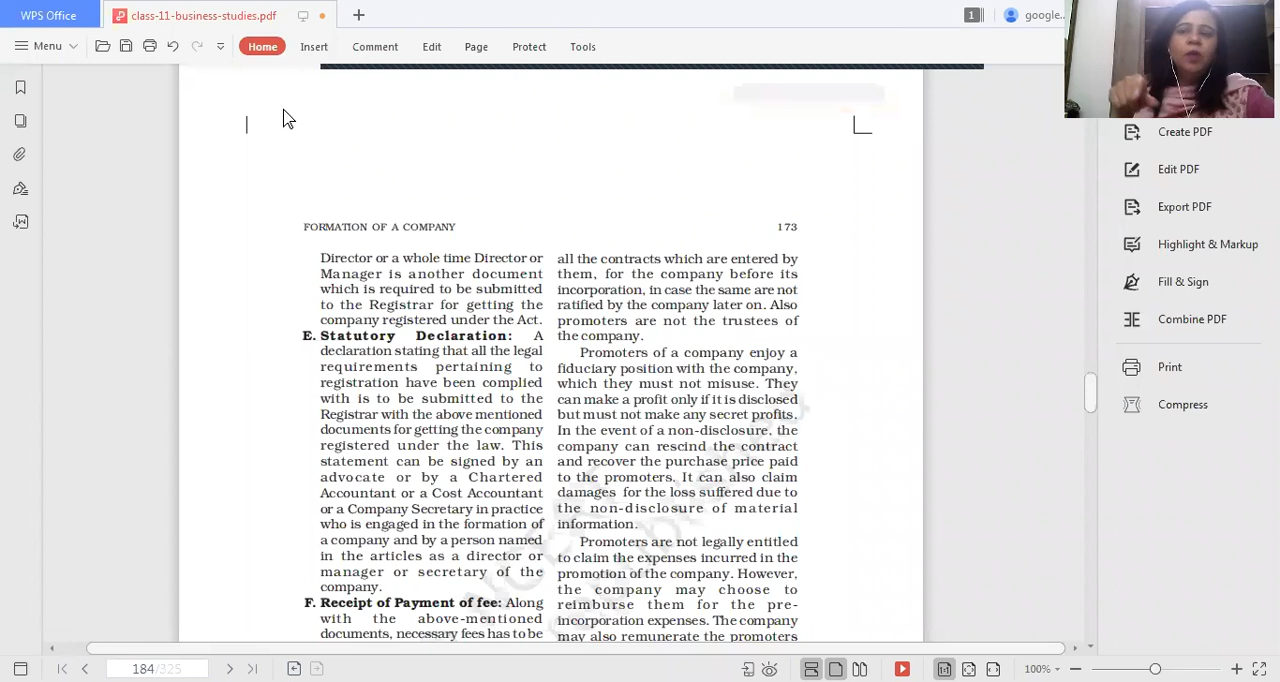 WPS Office
class-11-business-studies.pdf
1
google..
Menu
Home
Insert
Comment
Edit
Page
Protect
Tools
Create PDF
Edit PDF
Export PDF
Highlight & Markup
Fill & Sign
Combine PDF
Print
Compress
FORMATION OF A COMPANY
173
Director or a whole time Director or
Manager is another document
which is required to be submitted
to the Registrar for getting the
company registered under the Act.
E. Statutory Declaration: A
declaration stating that all the legal
requirements pertaining to
registration have been complied
with is to be submitted to the
Registrar with the above mentioned
documents for getting the company
registered under the law. This
statement can be signed by an
advocate or by a Chartered
Accountant or a Cost Accountant
or a Company Secretary in practice
who is engaged in the formation of
a company and by a person named
in the articles as a director or
manager or secretary of the
company.
F. Receipt of Payment of fee: Along
with the above-mentioned
documents, necessary fees has to be
all the contracts which are entered by
them, for the company before its
incorporation, in case the same are not
ratified by the company later on. Also
promoters are not the trustees of
the company.
Promoters of a company enjoy a
fiduciary position with the company,
which they must not misuse. They
can make a profit only if it is disclosed
but must not make any secret profits.
In the event of a non-disclosure, the
company can rescind the contract
and recover the purchase price paid
to the promoters. It can also claim
damages for the loss suffered due to
the non-disclosure of material
information.
Promoters are not legally entitled
to claim the expenses incurred in the
promotion of the company. However,
the company may choose to
reimburse them for the pre-
incorporation expenses. The company
may also remunerate the promoters
184/325
100%